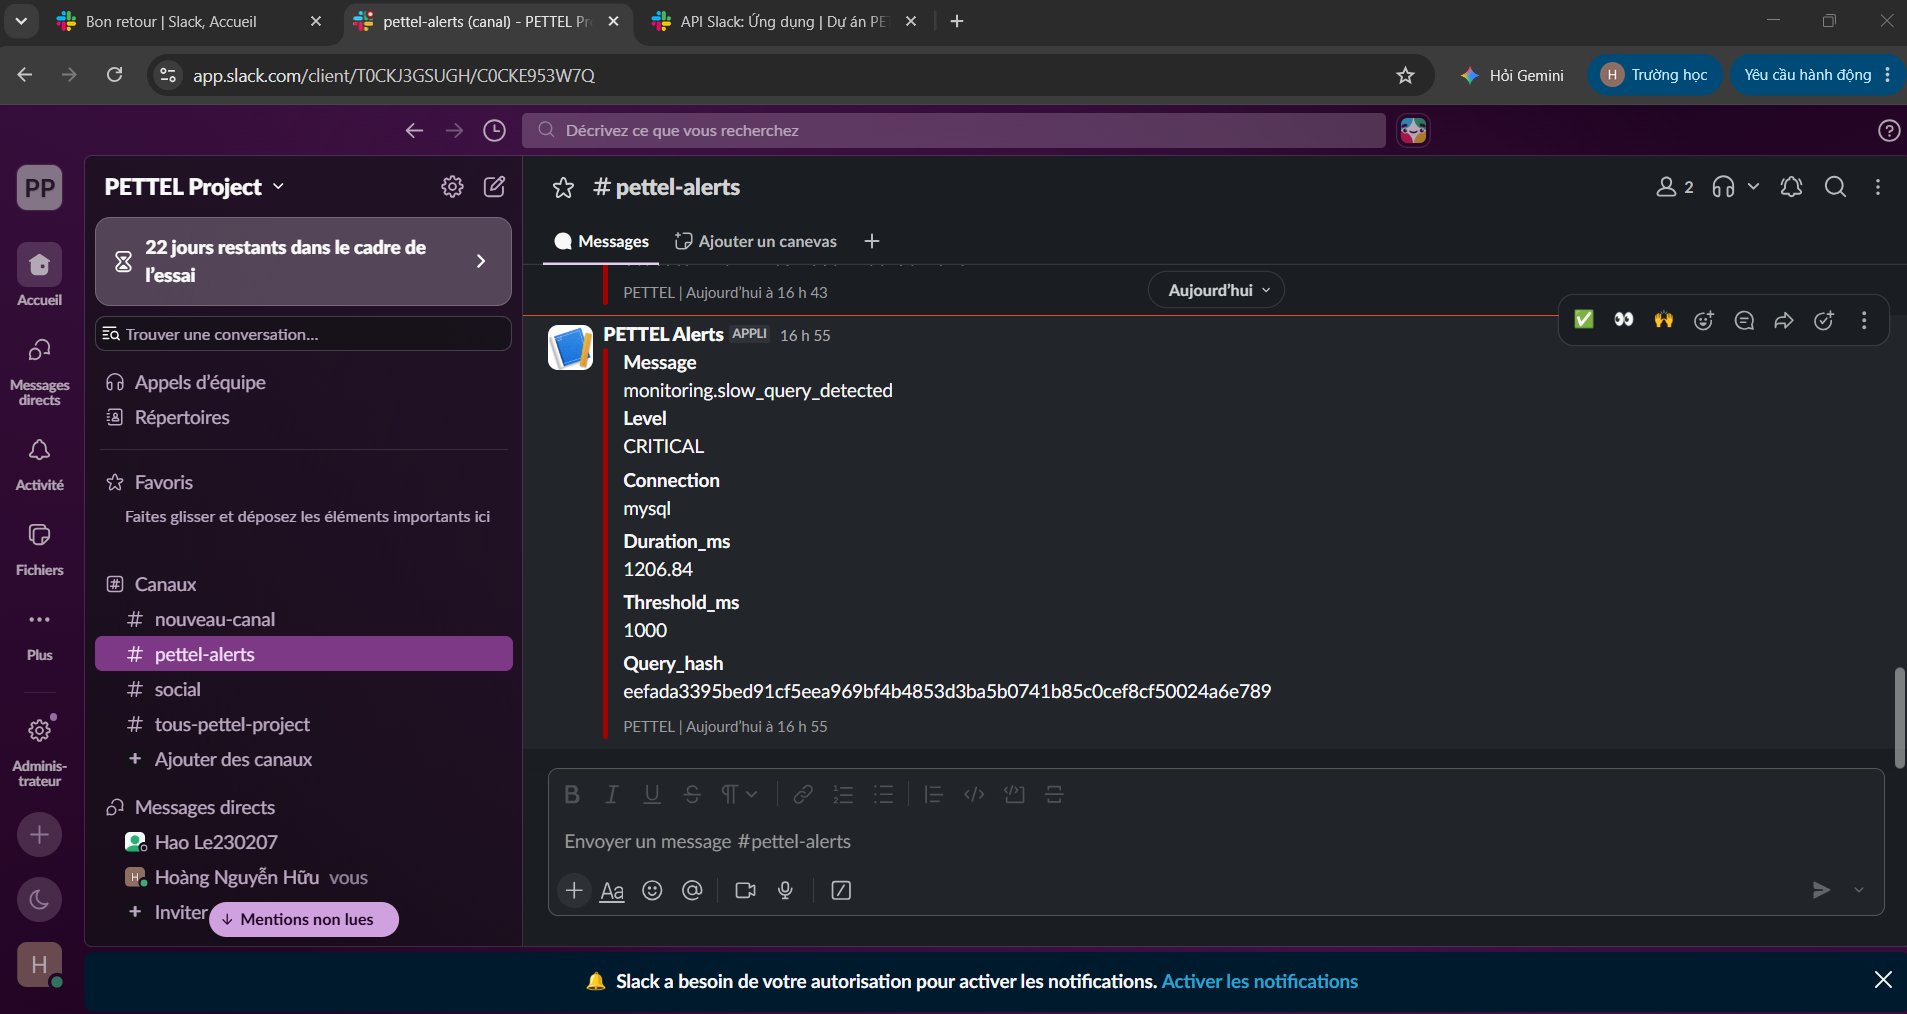 Bon retour | Slack, Accueil
pettel-alerts (canal) - PETTEL Pr
API Slack: Ứng dụng | Dự án PE
app.slack.com/client/T0CKJ3GSUGH/C0CKE953W7Q
Hỏi Gemini
H Trường học
Yêu cầu hành động
Décrivez ce que vous recherchez
PP
Accueil
Messages directs
Activité
Fichiers
Plus
Adminis-
trateur
H
PETTEL Project
22 jours restants dans le cadre de
l’essai
Trouver une conversation...
Appels d’équipe
Répertoires
Favoris
Faites glisser et déposez les éléments importants ici
Canaux
# nouveau-canal
# pettel-alerts
# social
# tous-pettel-project
+ Ajouter des canaux
Messages directs
Hao Le230207
H Hoàng Nguyễn Hữu vous
+ Inviter
↓ Mentions non lues
# pettel-alerts
2
Messages
Ajouter un canevas
PETTEL | Aujourd’hui à 16 h 43
Aujourd’hui
PETTEL Alerts APPLI 16 h 55
Message
monitoring.slow_query_detected
Level
CRITICAL
Connection
mysql
Duration_ms
1206.84
Threshold_ms
1000
Query_hash
eefada3395bed91cf5eea969bf4b4853d3ba5b0741b85c0cef8cf50024a6e789
PETTEL | Aujourd’hui à 16 h 55
Envoyer un message #pettel-alerts
Aa
Slack a besoin de votre autorisation pour activer les notifications. Activer les notifications